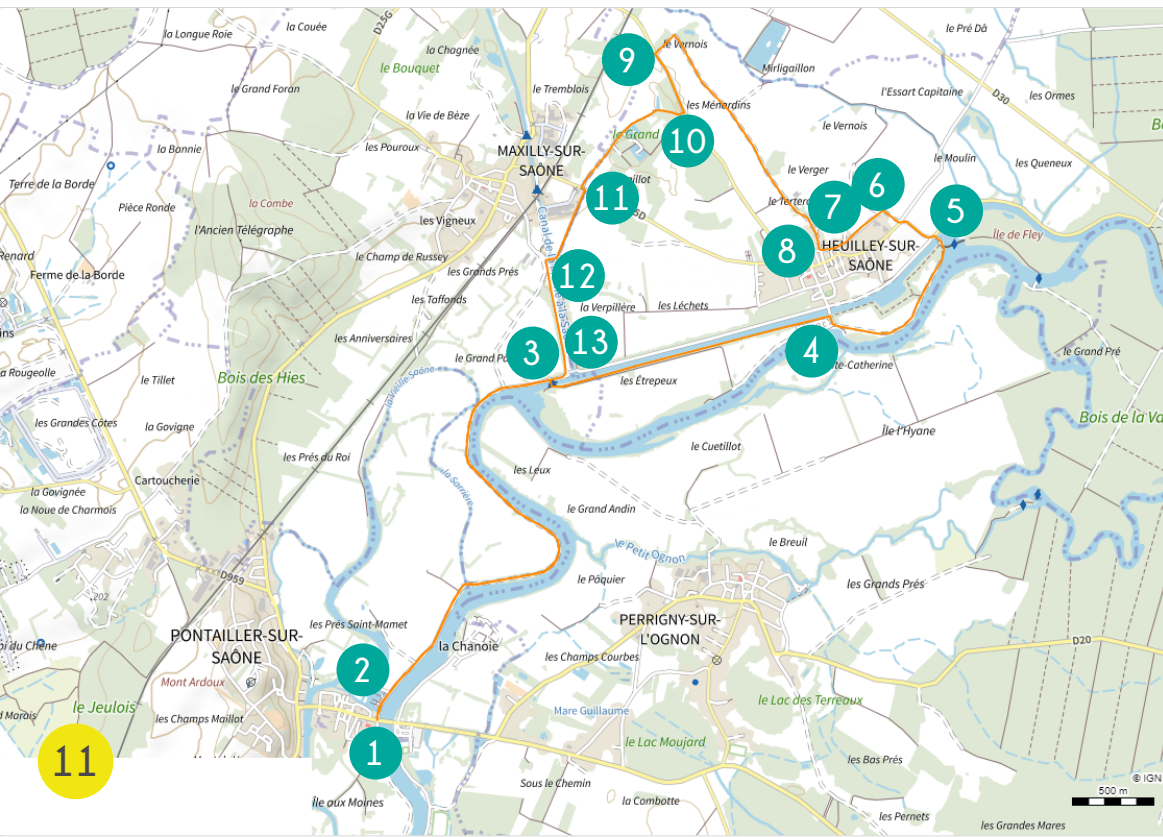 la Longue Roie
la Couée
D25G
la Chagnée
le Bouquet
le Vernois
le Pré Dâ
9
Mirligaillon
le Grand Foran
le Tremblois
l'Essart Capitaine
D30
les Ormes
les Ménardins
la Vie de Bèze
le Grand
le Vernois
10
la Bannie
les Pouroux
MAXILLY-SUR-
SAÔNE
le Moulin
les Queneux
le Verger
Terre de la Borde
6
Pièce Ronde
la Combe
11
7
5
les Vigneux
l'Ancien Télégraphe
Île de Fley
8
HEUILLEY-SUR-
SAÔNE
le Champ de Russey
Ferme de la Borde
les Grands Prés
12
les Taffonds
la Verpillère
les Léchets
les Anniversaires
3
13
4
le Grand Pré
le Tillet
Bois des Hies
la Vieille Saône
les Étrepeux
les Grandes Côtes
la Govigne
Île l'Hyane
le Cuetillot
les Prés du Roi
les Leux
Cartoucherie
la Govignée
la Sarrière
la Noue de Charmois
le Grand Andin
le Petit Ognon
le Breuil
D959
le Pâquier
les Grands Prés
202
les Prés Saint-Mamet
PERRIGNY-SUR-
L'OGNON
PONTAILLER-SUR-
SAÔNE
la Chanoie
D20
2
les Champs Courbes
Mont Ardoux
le Jeulois
les Champs Maillot
Mare Guillaume
le Lac des Terreaux
le Lac Moujard
1
11
les Bas Prés
Sous le Chemin
© IGN
Île aux Moines
la Combotte
500 m
les Pernets
les Grandes Mares